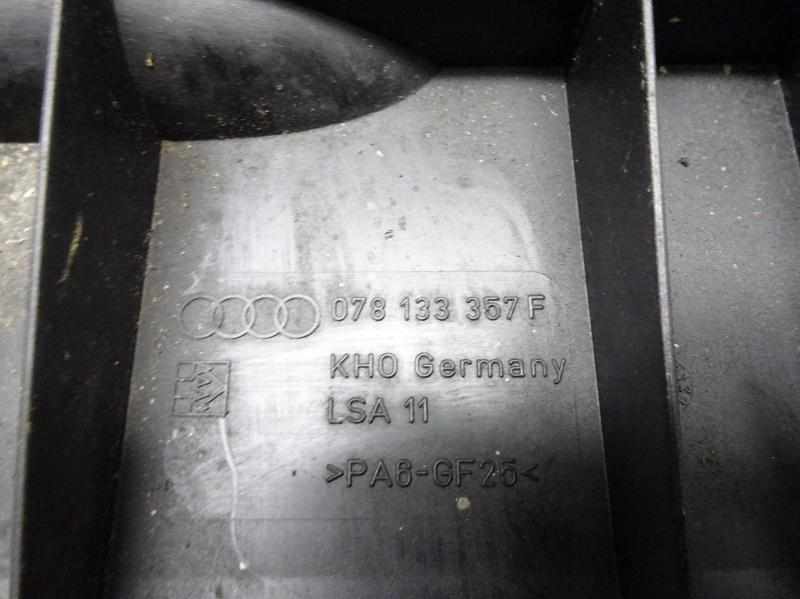 078 133 357 F
KHO Germany
LSA 11
>PA6-GF25<